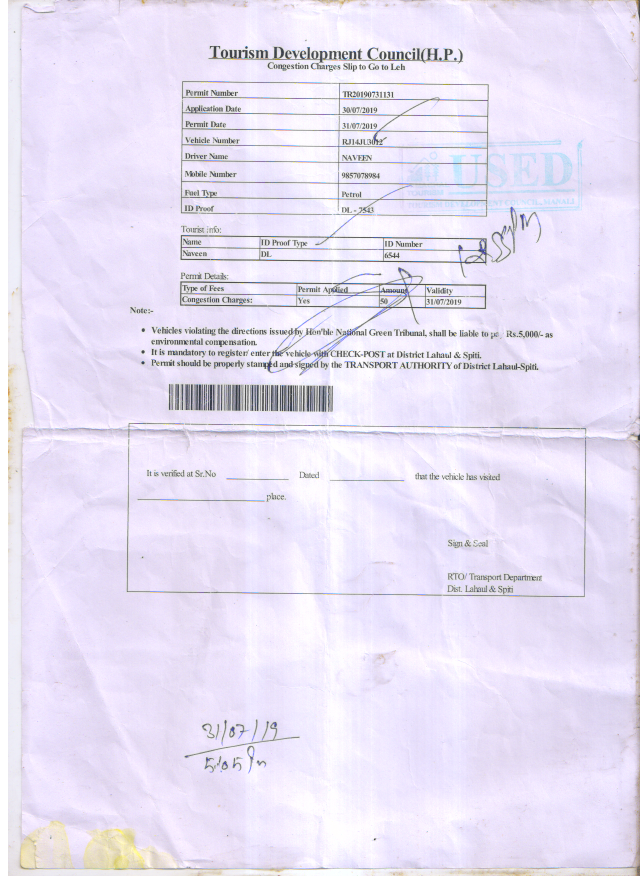 Tourism Development Council(H.P.)
Congestion Charges Slip to Go to Leh
Permit Number TR20190731131
Application Date 30/07/2019
Permit Date 31/07/2019
Vehicle Number RJ14JU3012
Driver Name NAVEEN
Mobile Number 9857078984
Fuel Type Petrol
ID Proof DL - 7543
USED
TOURISM DEVELOPMENT COUNCIL, MANALI
Tourist info:
Name ID Proof Type ID Number
Naveen DL 6544
Permit Details:
Type of Fees Permit Applied Amount Validity
Congestion Charges: Yes 50 31/07/2019
Note:-
• Vehicles violating the directions issued by Hon'ble National Green Tribunal, shall be liable to pay Rs.5,000/- as
environmental compensation.
• It is mandatory to register/ enter the vehicle with CHECK-POST at District Lahaul & Spiti.
• Permit should be properly stamped and signed by the TRANSPORT AUTHORITY of District Lahaul-Spiti.
It is verified at Sr.No Dated that the vehicle has visited
place.
Sign & Seal
RTO/ Transport Department
Dist. Lahaul & Spiti
31/07/19